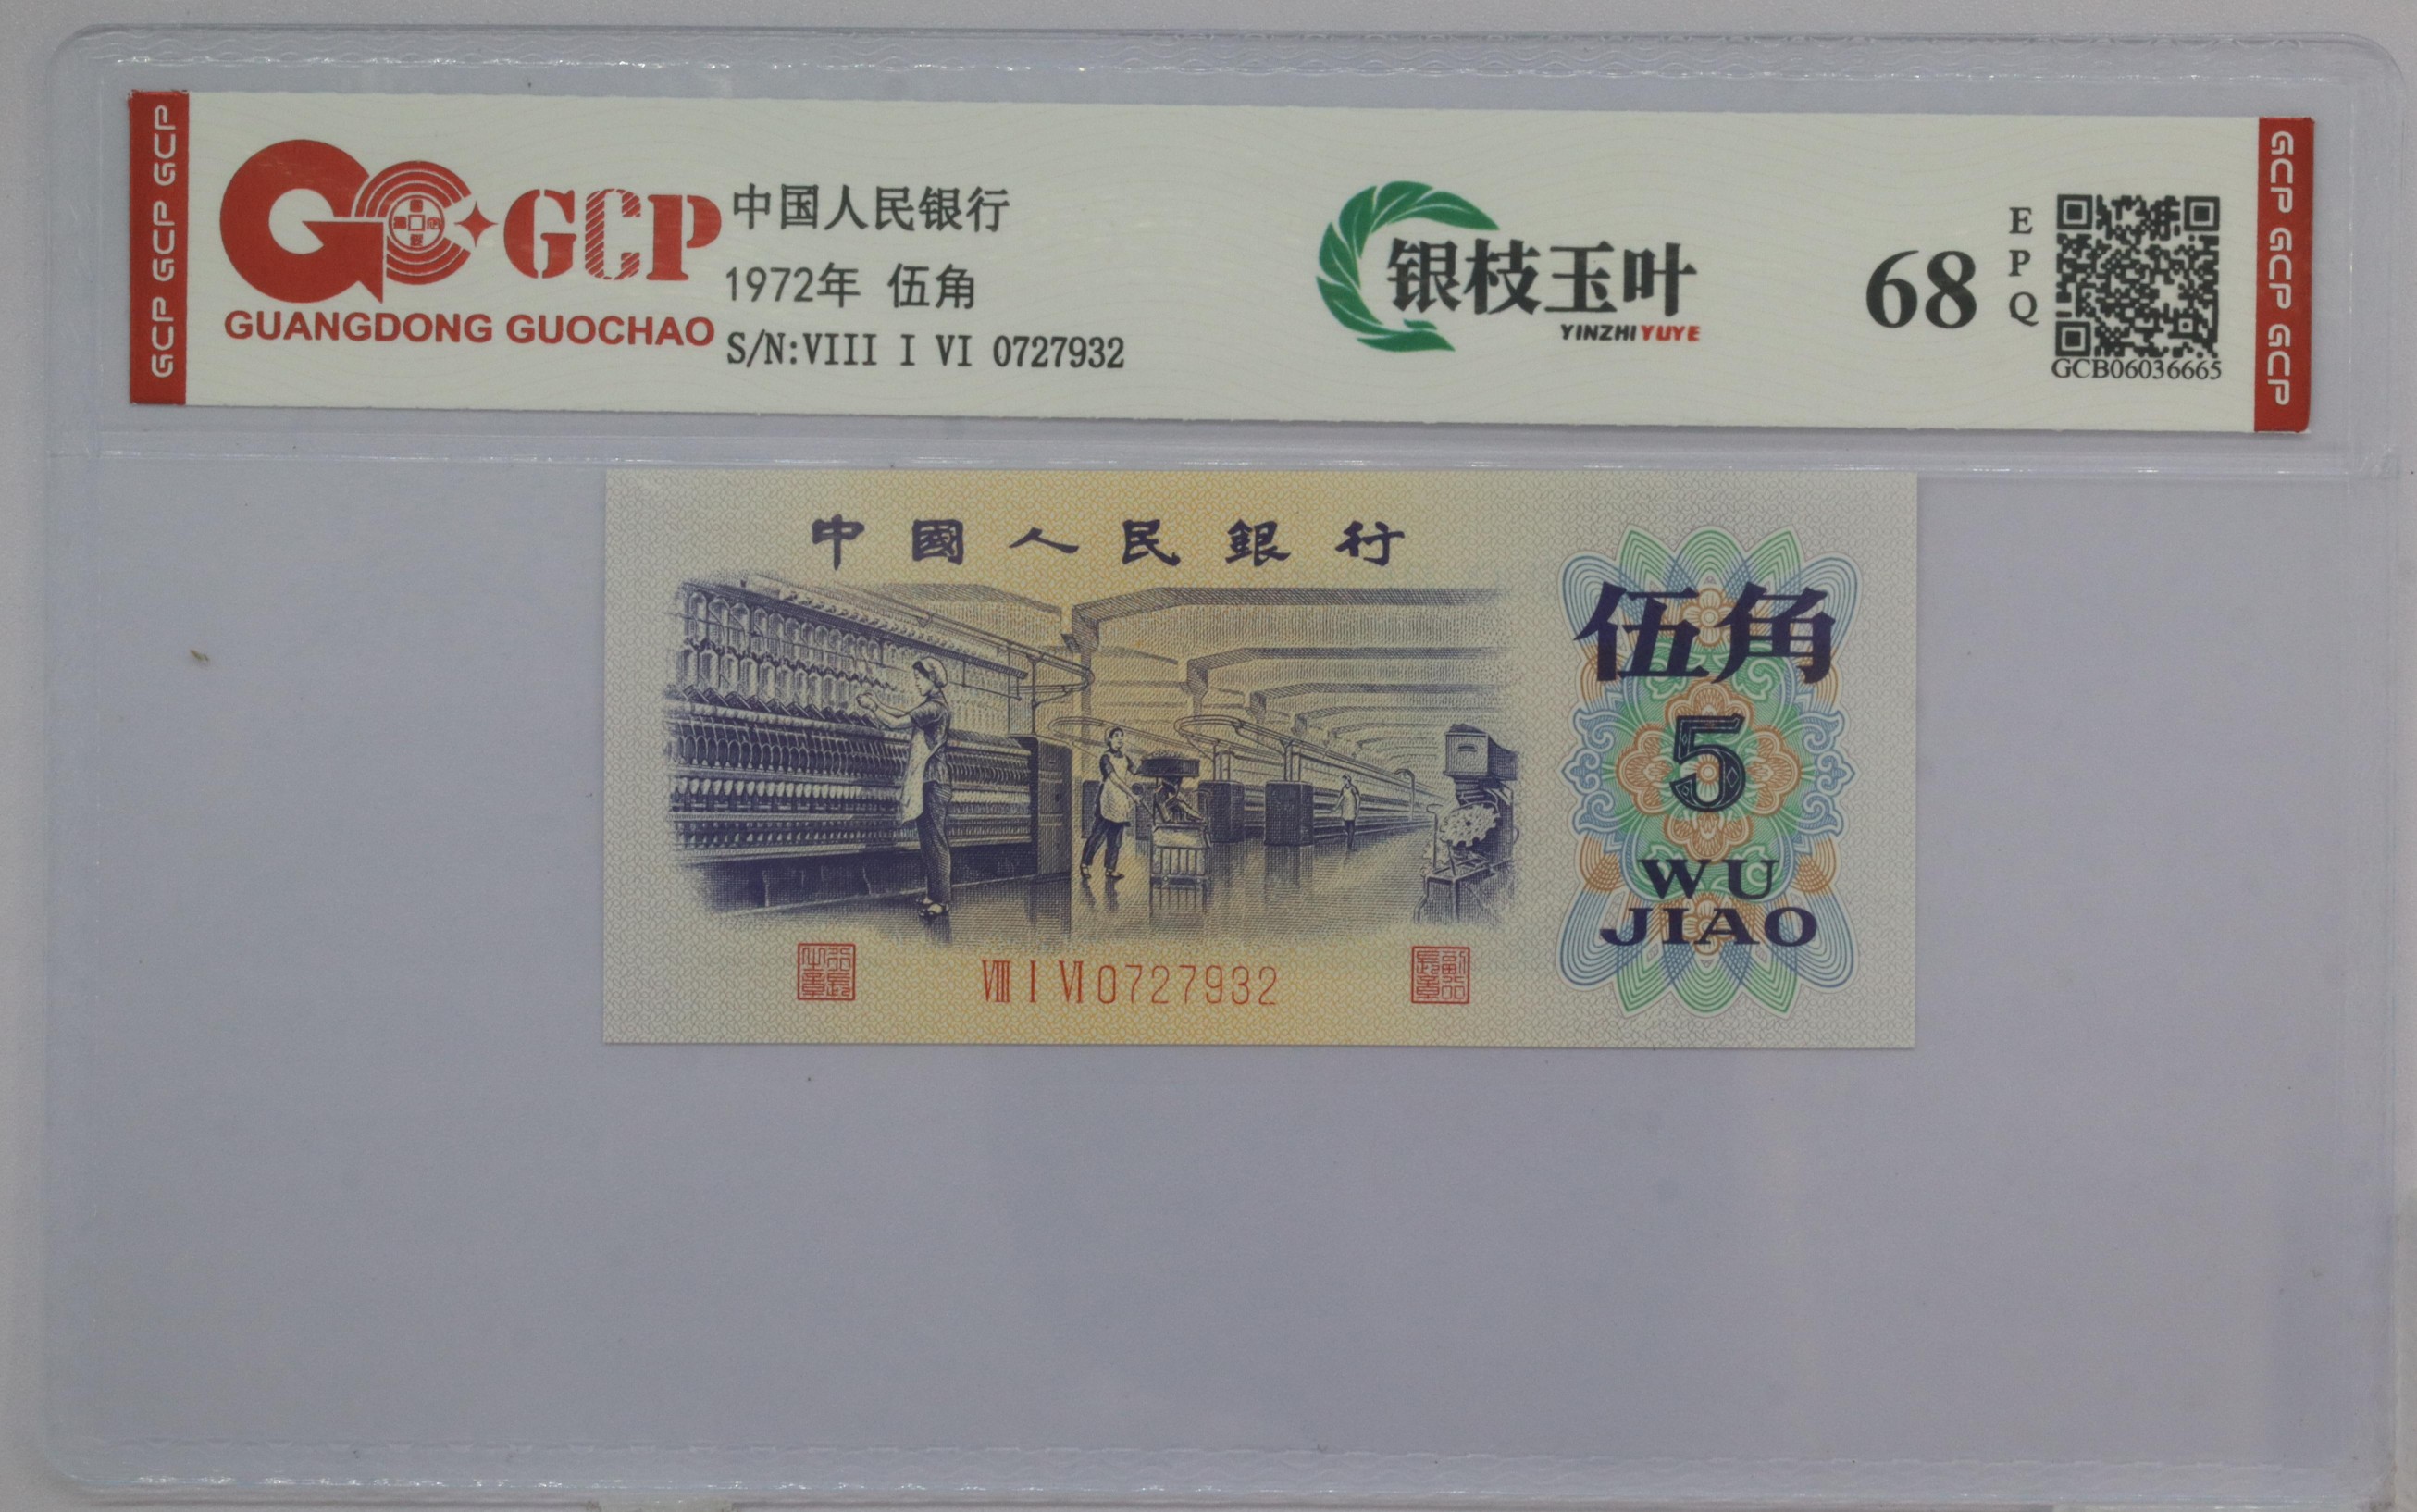 GCP GCP GCP
GCP
GUANGDONG GUOCHAO
中国人民银行
1972年 伍角
S/N:VIII I VI 0727932
银枝玉叶
YINZHIYUYE
68
EPQ
GCB06036665
GCP GCP GCP
中國人民銀行
伍角
5
WU
JIAO
VIII I VI 0727932